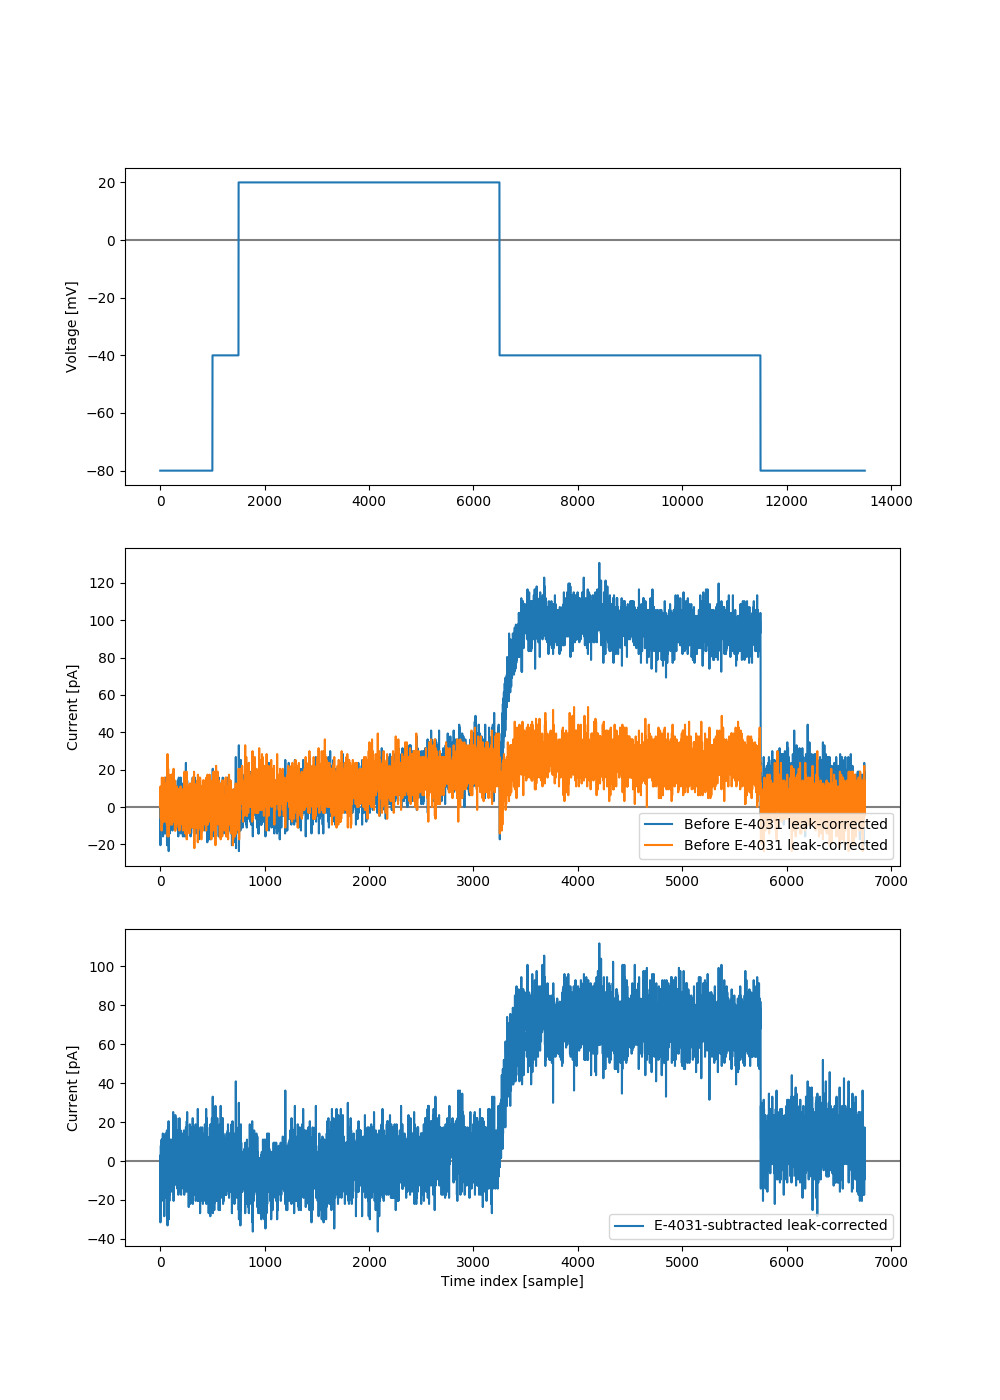 20
0
−20
−40
−60
−80
Voltage [mV]
0 2000 4000 6000 8000 10000 12000 14000
120
100
80
60
40
20
0
−20
Current [pA]
Before E-4031 leak-corrected
Before E-4031 leak-corrected
0 1000 2000 3000 4000 5000 6000 7000
100
80
60
40
20
0
−20
−40
Current [pA]
E-4031-subtracted leak-corrected
0 1000 2000 3000 4000 5000 6000 7000
Time index [sample]